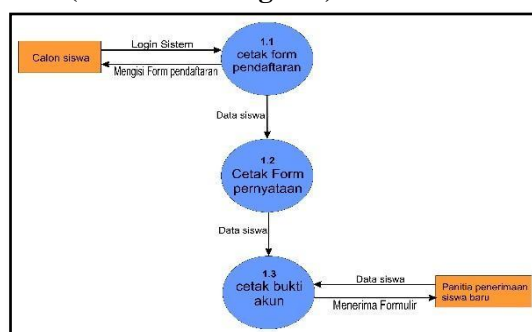 1.1
Login Sistem
cetak form
pendaftaran
Calon siswa
Mengisi Form pendaftaran
Data siswa
1.2
Cetak Form
pernyataan
Data siswa
1.3
cetak bukti
akun
Data siswa
Menerima Formulir
Panitia penerimaan
siswa baru